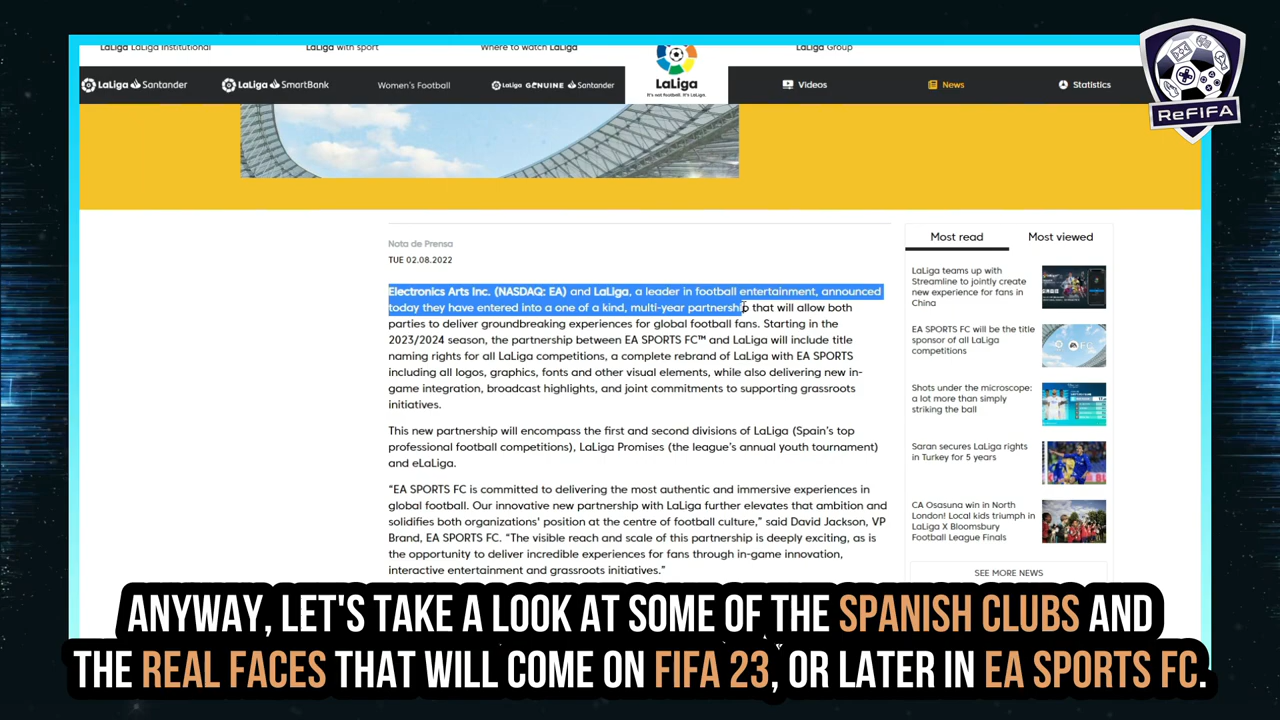 LaLiga LaLiga Institutional
LaLiga with sport
Where to watch LaLiga
LaLiga Group
LaLiga Santander
LaLiga SmartBank
Women's Football
LaLiga GENUINE Santander
LaLiga
It's not football. It's LaLiga.
Videos
News
Statistics
ReFIFA
Nota de Prensa
TUE 02.08.2022
Electronics Arts Inc. (NASDAQ: EA) and LaLiga, a leader in football entertainment, announced
today they have entered into a one of a kind, multi-year partnership that will allow both
parties to deliver groundbreaking experiences for global football fans. Starting in the
2023/2024 season, the partnership between EA SPORTS FC™ and LaLiga will include title
naming rights for all LaLiga competitions, a complete rebrand of LaLiga with EA SPORTS
including all logos, graphics, fonts and other visual elements, while also delivering new in-
game integration, broadcast highlights, and joint commitments to supporting grassroots
initiatives.
This new partnership will encompass the first and second divisions of LaLiga (Spain's top
professional football competitions), LaLiga Promises (the league's annual youth tournament)
and eLaLiga.
“EA SPORTS FC is committed to delivering the most authentic and immersive experiences in
global football. Our innovative new partnership with LaLiga further elevates that ambition and
solidifies both organizations' position at the centre of football culture,” said David Jackson, VP
Brand, EA SPORTS FC. “The visible reach and scale of this partnership is deeply exciting, as is
the opportunity to deliver incredible experiences for fans through in-game innovation,
interactive entertainment and grassroots initiatives.”
Most read
Most viewed
LaLiga teams up with
Streamline to jointly create
new experience for fans in
China
EA SPORTS FC will be the title
sponsor of all LaLiga
competitions
Shots under the microscope:
a lot more than simply
striking the ball
Saran secures LaLiga rights
in Turkey for 5 years
CA Osasuna win in North
London! Local kids triumph in
LaLiga X Bloomsbury
Football League Finals
SEE MORE NEWS
ANYWAY, LET'S TAKE A LOOK AT SOME OF THE SPANISH CLUBS AND
THE REAL FACES THAT WILL COME ON FIFA 23, OR LATER IN EA SPORTS FC.